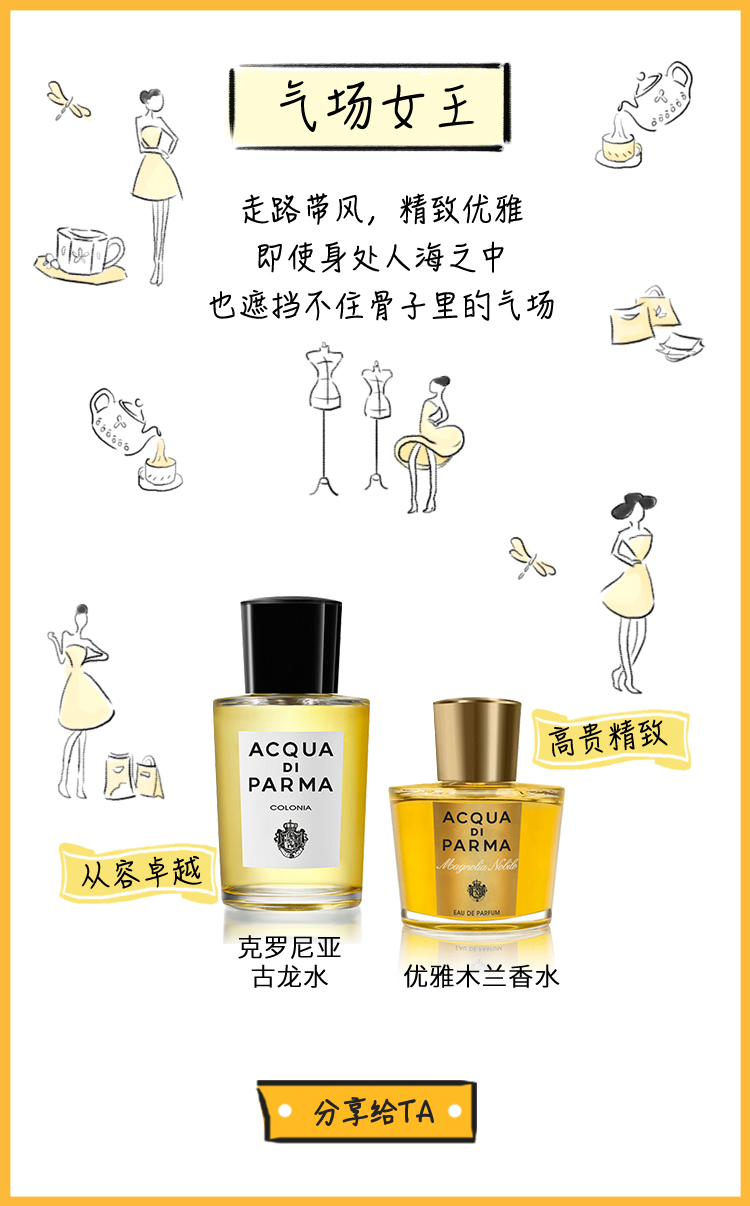 气场女王
走路带风，精致优雅
即使身处人海之中
也遮挡不住骨子里的气场
高贵精致
ACQUA
DI
PARMA
COLONIA
ACQUA
DI
PARMA
Magnolia Nobile
EAU DE PARFUM
从容卓越
克罗尼亚
古龙水
优雅木兰香水
分享给TA